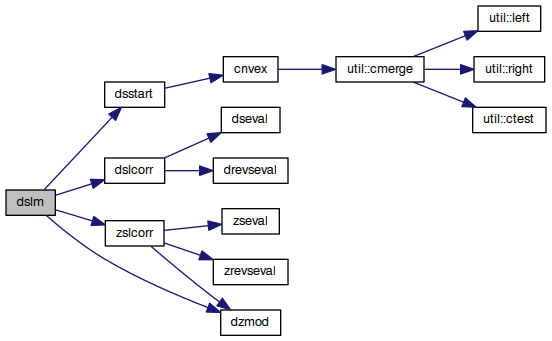 util::left
cnvex
util::cmerge
util::right
dsstart
dseval
util::ctest
dslcorr
drevseval
dslm
zseval
zslcorr
zrevseval
dzmod